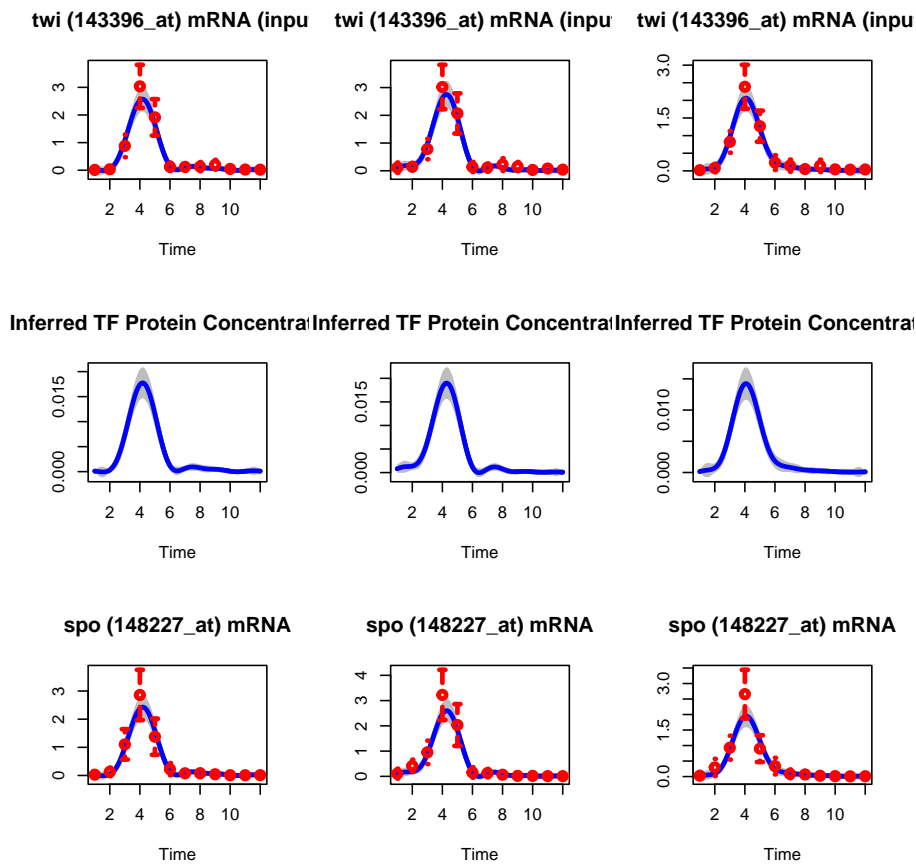 twi (143396_at) mRNA (inpu
3
2
1
0
2 4 6 8 10
Time
twi (143396_at) mRNA (inpu
3
2
1
0
2 4 6 8 10
Time
twi (143396_at) mRNA (inpu
3.0
1.5
0.0
2 4 6 8 10
Time
Inferred TF Protein Concentrat
0.015
0.000
2 4 6 8 10
Time
Inferred TF Protein Concentrat
0.015
0.000
2 4 6 8 10
Time
Inferred TF Protein Concentrat
0.010
0.000
2 4 6 8 10
Time
spo (148227_at) mRNA
3
2
1
0
2 4 6 8 10
Time
spo (148227_at) mRNA
4
3
2
1
0
2 4 6 8 10
Time
spo (148227_at) mRNA
3.0
1.5
0.0
2 4 6 8 10
Time